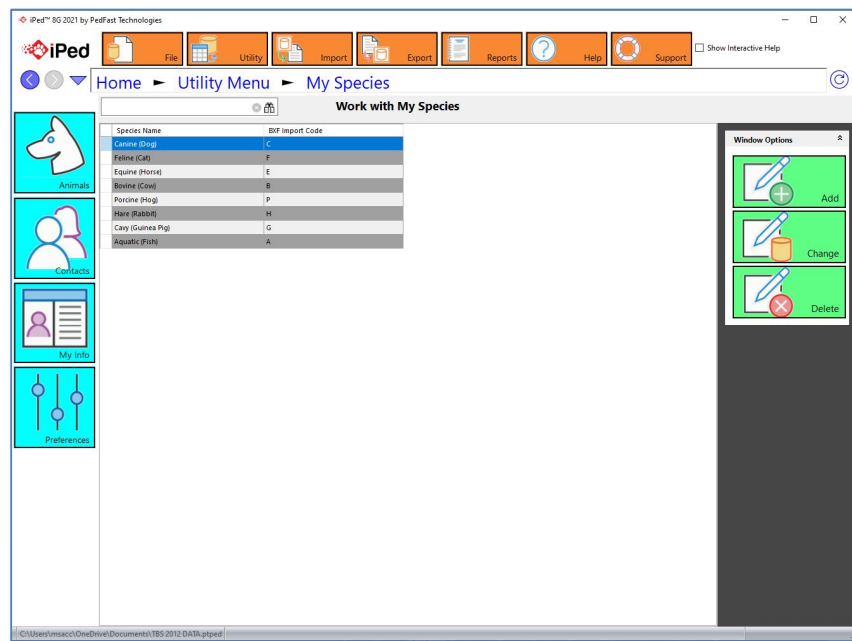 iPed™ 8G 2021 by PedFast Technologies
iPed
File
Utility
Import
Export
Reports
Help
Support
Show Interactive Help
Home ► Utility Menu ► My Species
Work with My Species
Species Name BXF Import Code
Canine (Dog) C
Feline (Cat) F
Equine (Horse) E
Bovine (Cow) B
Porcine (Hog) P
Hare (Rabbit) H
Cavy (Guinea Pig) G
Aquatic (Fish) A
Animals
Contacts
My Info
Preferences
Window Options
Add
Change
Delete
C:\Users\msacc\OneDrive\Documents\TBS 2012 DATA.ptped